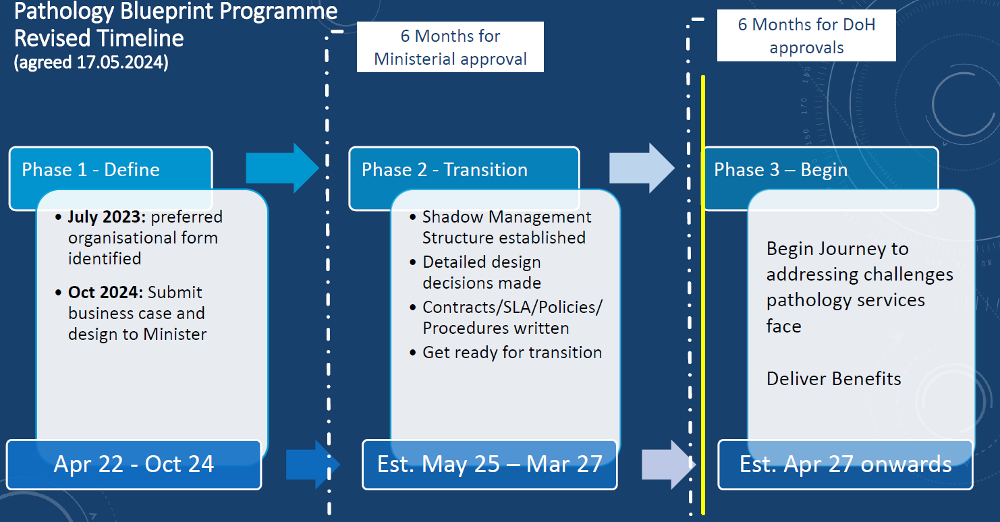 Pathology Blueprint Programme
Revised Timeline
(agreed 17.05.2024)
6 Months for
Ministerial approval
6 Months for DoH
approvals
Phase 1 - Define
• July 2023: preferred
organisational form
identified
• Oct 2024: Submit
business case and
design to Minister
Apr 22 - Oct 24
Phase 2 - Transition
• Shadow Management
Structure established
• Detailed design
decisions made
• Contracts/SLA/Policies/
Procedures written
• Get ready for transition
Est. May 25 – Mar 27
Phase 3 – Begin
Begin Journey to
addressing challenges
pathology services
face
Deliver Benefits
Est. Apr 27 onwards
180
170
150
80